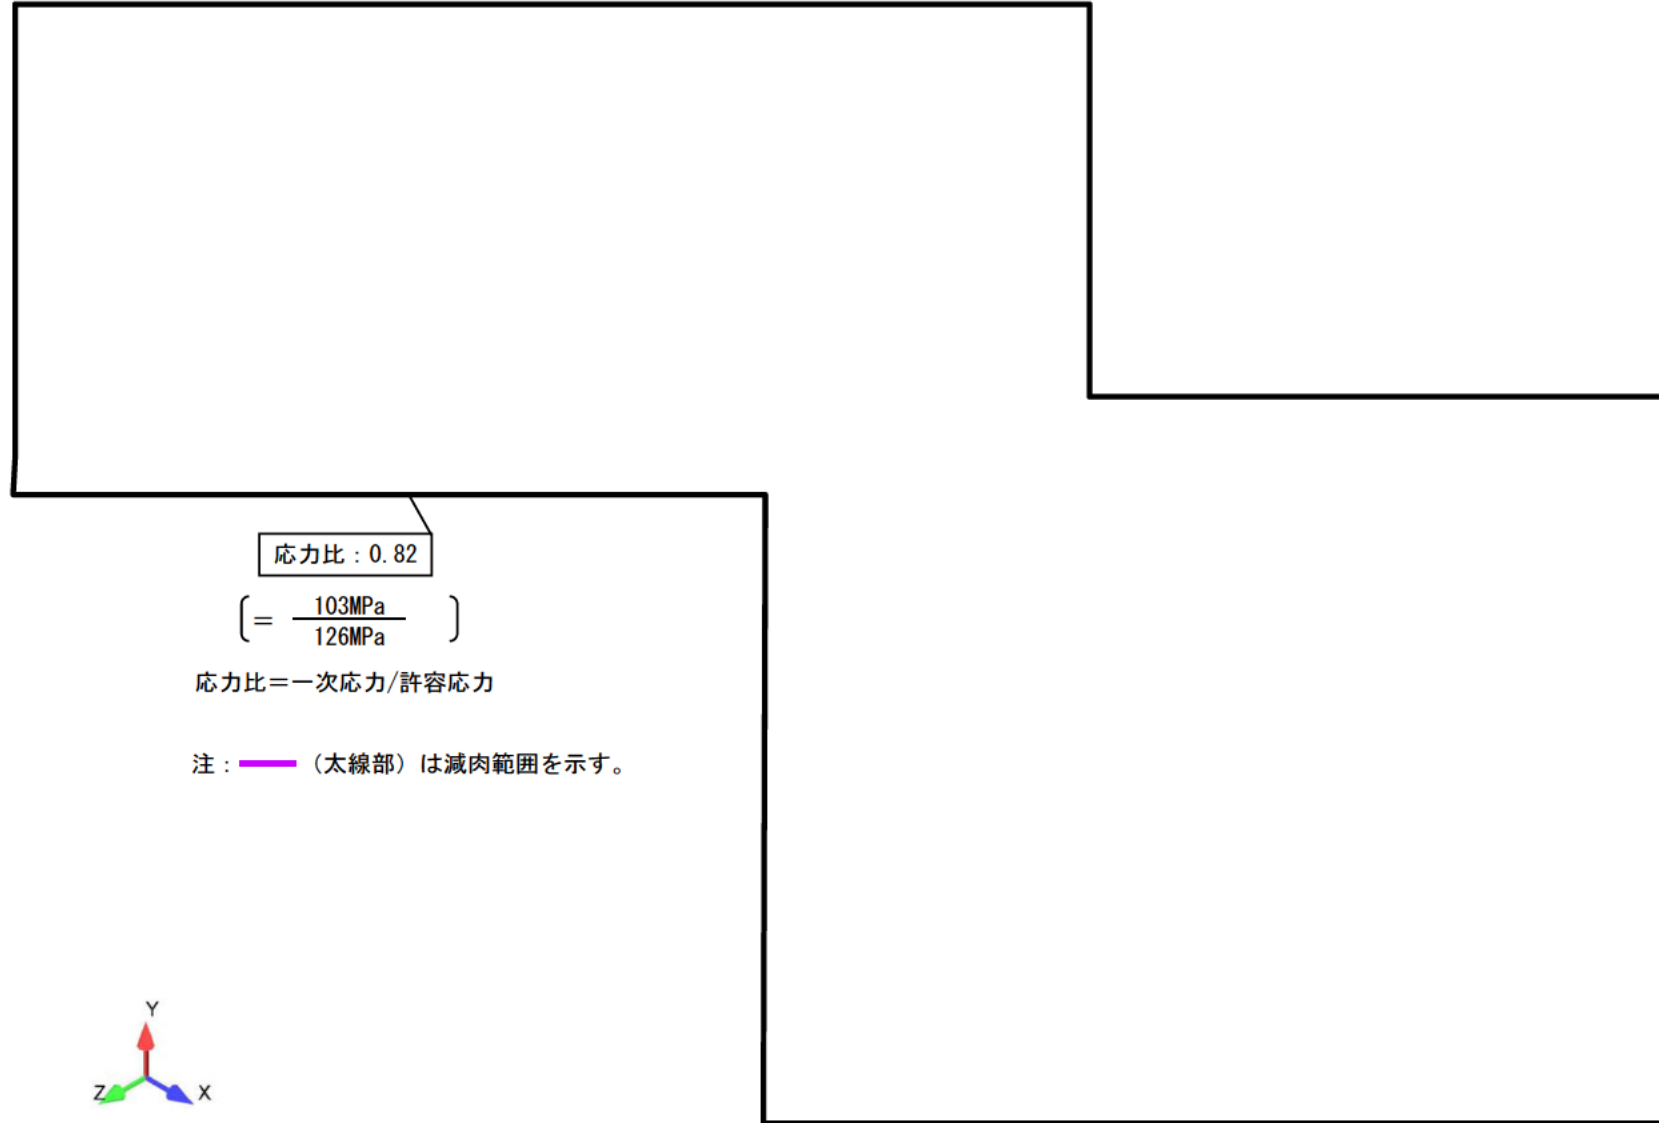 応力比：0.82
〔= 103MPa
126MPa 〕
応力比＝一次応力/許容応力
注： （太線部）は減肉範囲を示す。
Y
Z
X